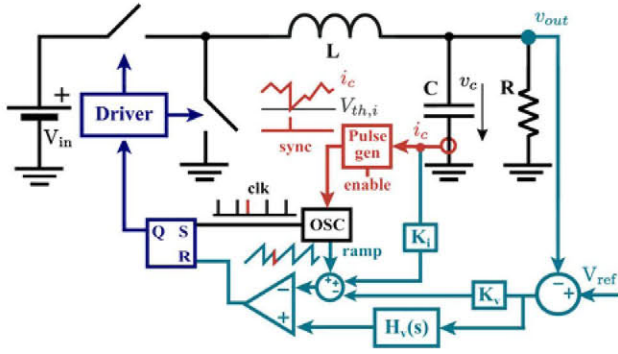 v_out
L
i_c
V_th,i
C
v_c
R
+
Driver
V_in
sync
Pulse
gen
i_c
enable
clk
OSC
K_i
Q S
R
ramp
+
+ −
−
+
K_v
−
+
V_ref
H_v(s)